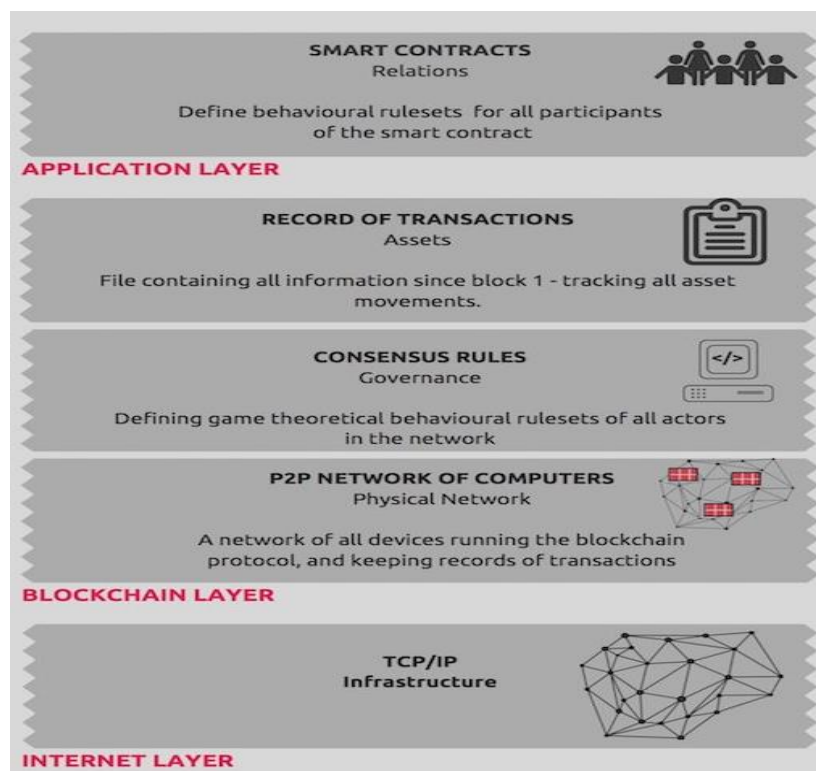 SMART CONTRACTS
Relations
Define behavioural rulesets for all participants
of the smart contract
APPLICATION LAYER
RECORD OF TRANSACTIONS
Assets
File containing all information since block 1 - tracking all asset
movements.
CONSENSUS RULES
Governance
</>
Defining game theoretical behavioural rulesets of all actors
in the network
P2P NETWORK OF COMPUTERS
Physical Network
A network of all devices running the blockchain
protocol, and keeping records of transactions
BLOCKCHAIN LAYER
TCP/IP
Infrastructure
INTERNET LAYER